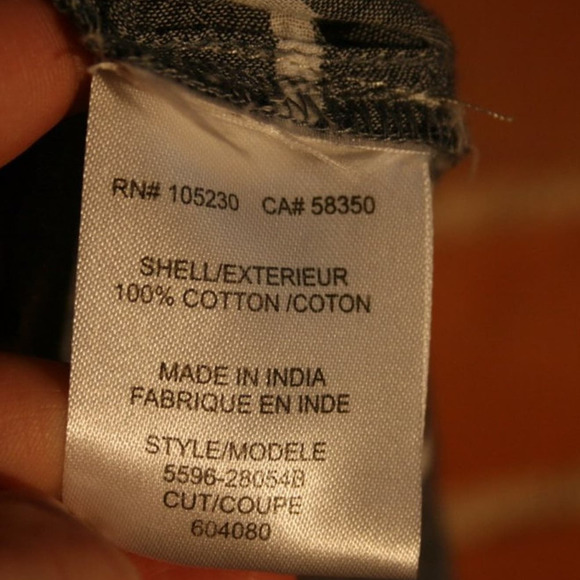 RN# 105230 CA# 58350
SHELL/EXTERIEUR
100% COTTON /COTON
MADE IN INDIA
FABRIQUE EN INDE
STYLE/MODELE
5596-28054B
CUT/COUPE
604080